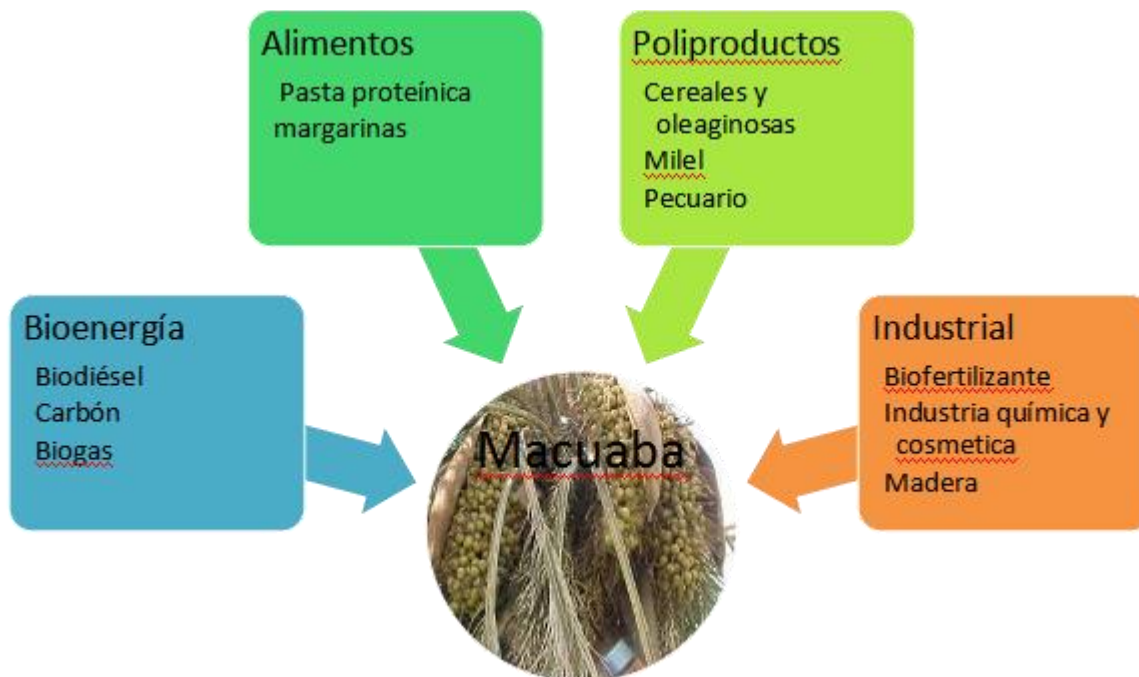 Alimentos
Pasta proteínica
margarinas
Poliproductos
Cereales y
oleaginosas
Milel
Pecuario
Bioenergía
Biodiésel
Carbón
Biogas
Industrial
Biofertilizante
Industria química y
cosmetica
Madera
Macuaba